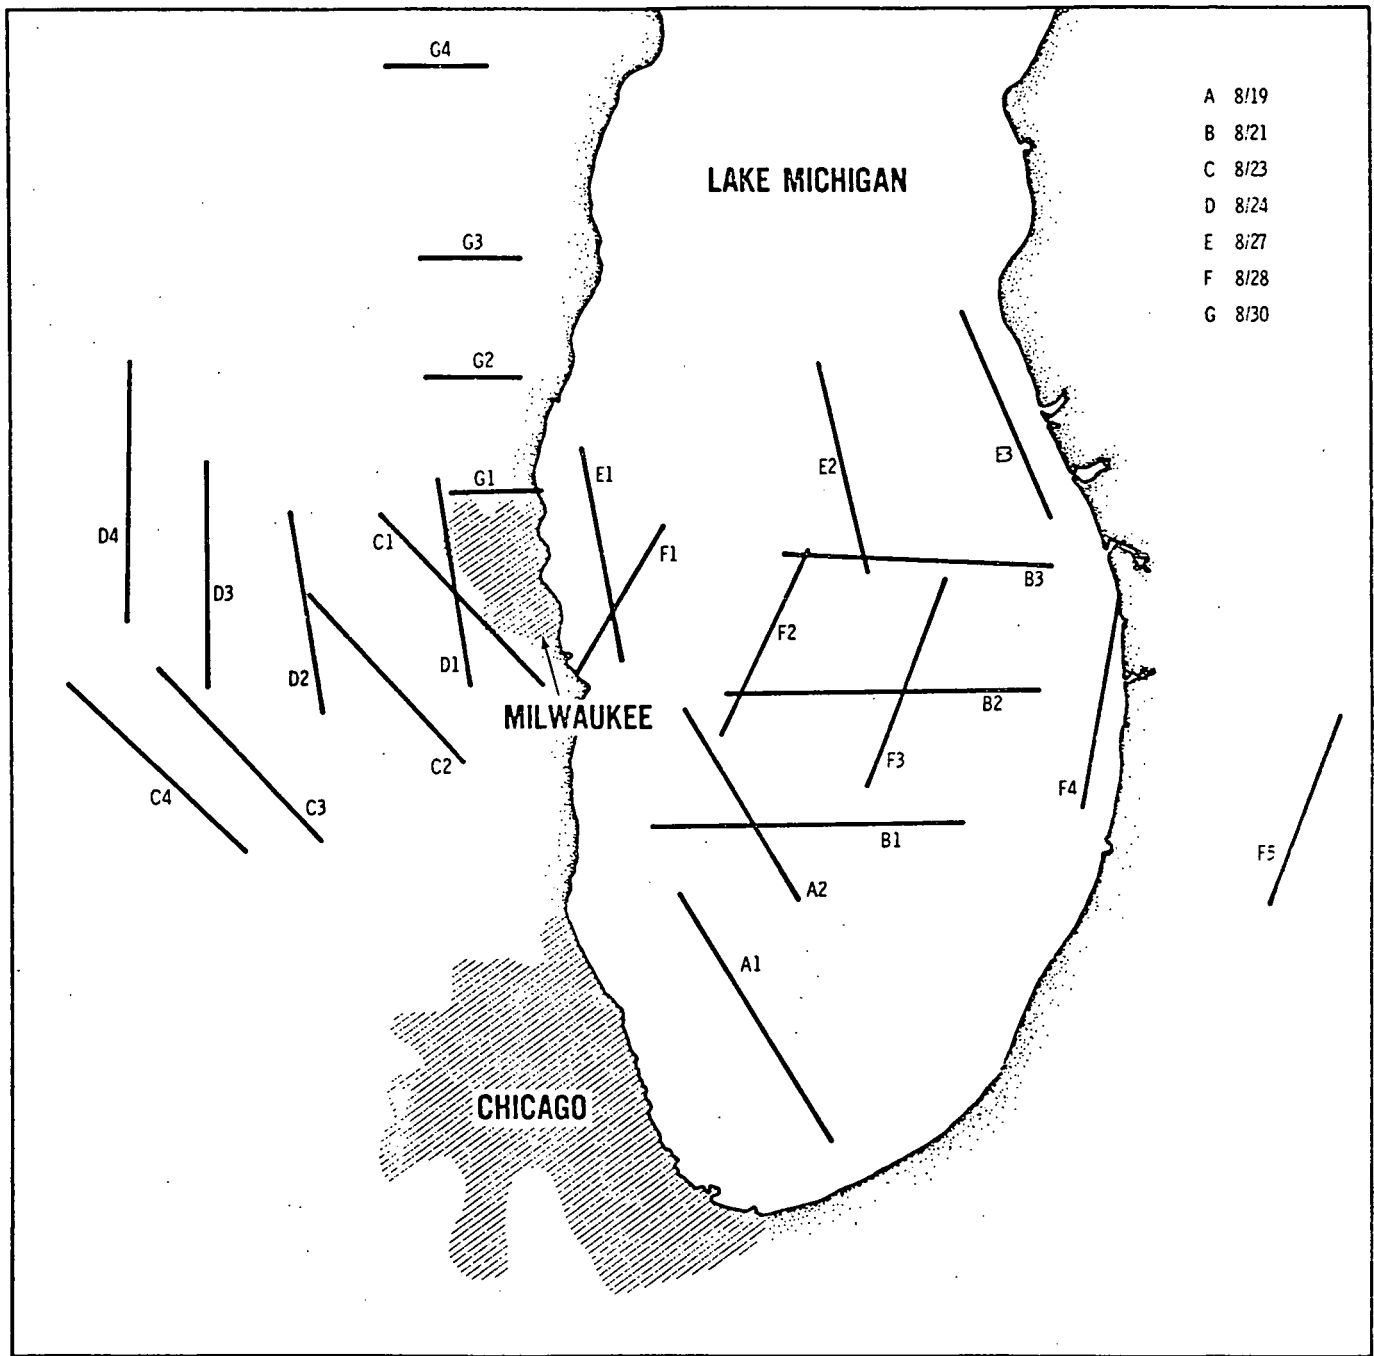 G4
A 8/19
B 8/21
LAKE MICHIGAN
C 8/23
D 8/24
G3
E 8/27
F 8/28
G 8/30
G2
E3
E2
G1
E1
D4
C1
F1
B3
D3
F2
D1
D2
B2
MILWAUKEE
F3
C2
F4
C4
C3
B1
F5
A2
A1
CHICAGO